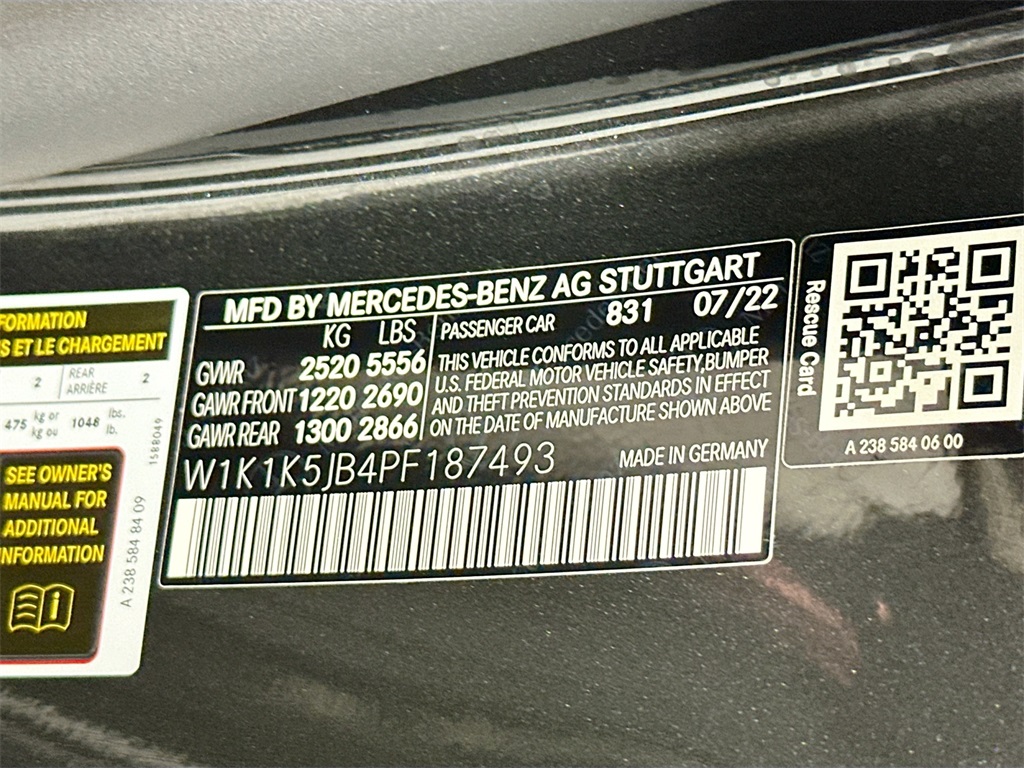 FORMATION
S ET LE CHARGEMENT
2 REAR ARRIÈRE 2
475 kg or kg ou 1048 lbs. lb.
1588049
SEE OWNER'S
MANUAL FOR
ADDITIONAL
INFORMATION
A 238 584 84 09
MFD BY MERCEDES-BENZ AG STUTTGART
KG LBS PASSENGER CAR 831 07/22
GVWR 2520 5556
GAWR FRONT 1220 2690
GAWR REAR 1300 2866
THIS VEHICLE CONFORMS TO ALL APPLICABLE
U.S. FEDERAL MOTOR VEHICLE SAFETY,BUMPER
AND THEFT PREVENTION STANDARDS IN EFFECT
ON THE DATE OF MANUFACTURE SHOWN ABOVE
W1K1K5JB4PF187493 MADE IN GERMANY
Rescue Card
A 238 584 06 00